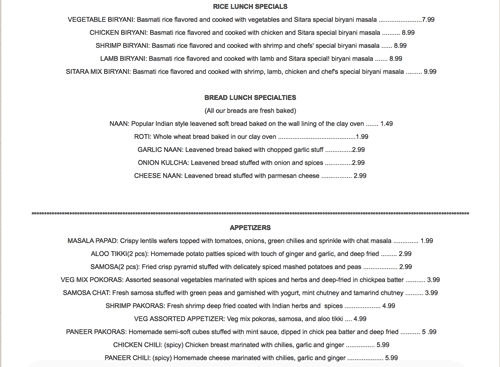 RICE LUNCH SPECIALS
VEGETABLE BIRYANI: Basmati rice flavored and cooked with vegetables and Sitara special biryani masala ......................7.99
CHICKEN BIRYANI: Basmati rice flavored and cooked with chicken and Sitara special biryani masala ......... 8.99
SHRIMP BIRYANI: Basmati rice flavored and cooked with shrimp and chefs' special biryani masala ...... 8.99
LAMB BIRYANI: Basmati rice flavored and cooked with lamb and Sitara special! biryani masala ....... 8.99
SITARA MIX BIRYANI: Basmati rice flavored and cooked with shrimp, lamb, chicken and chef's special biryani masala ......... 9.99
BREAD LUNCH SPECIALTIES
(All our breads are fresh baked)
NAAN: Popular Indian style leavened soft bread baked on the wall lining of the clay oven ....... 1.49
ROTI: Whole wheat bread baked in our clay oven .........................................1.99
GARLIC NAAN: Leavened bread baked with chopped garlic stuff ..............2.99
ONION KULCHA: Leavened bread stuffed with onion and spices ..............2.99
CHEESE NAAN: Leavened bread stuffed with parmesan cheese ................ 2.99
APPETIZERS
MASALA PAPAD: Crispy lentils wafers topped with tomatoes, onions, green chilies and sprinkle with chat masala ............. 1.99
ALOO TIKKI(2 pcs): Homemade potato patties spiced with touch of ginger and garlic, and deep fried ......... 2.99
SAMOSA(2 pcs): Fried crisp pyramid stuffed with delicately spiced mashed potatoes and peas .................. 2.99
VEG MIX POKORAS: Assorted seasonal vegetables marinated with spices and herbs and deep-fried in chickpea batter .......... 3.99
SAMOSA CHAT: Fresh samosa stuffed with green peas and garnished with yogurt, mint chutney and tamarind chutney .......... 3.99
SHRIMP PAKORAS: Fresh shrimp deep fried coated with Indian herbs and spices ................... 4.99
VEG ASSORTED APPETIZER: Veg mix pokoras, samosa, and aloo tikki .... 4.99
PANEER PAKORAS: Homemade semi-soft cubes stuffed with mint sauce, dipped in chick pea batter and deep fried .......... 5 .99
CHICKEN CHILI: (spicy) Chicken breast marinated with chilies, garlic and ginger ............... 5.99
PANEER CHILI: (spicy) Homemade cheese marinated with chilies, garlic and ginger .............. 5.99